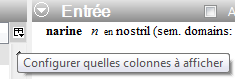 Entrée
A
narine n en nostril (sem. domains:
Configurer quelles colonnes à afficher